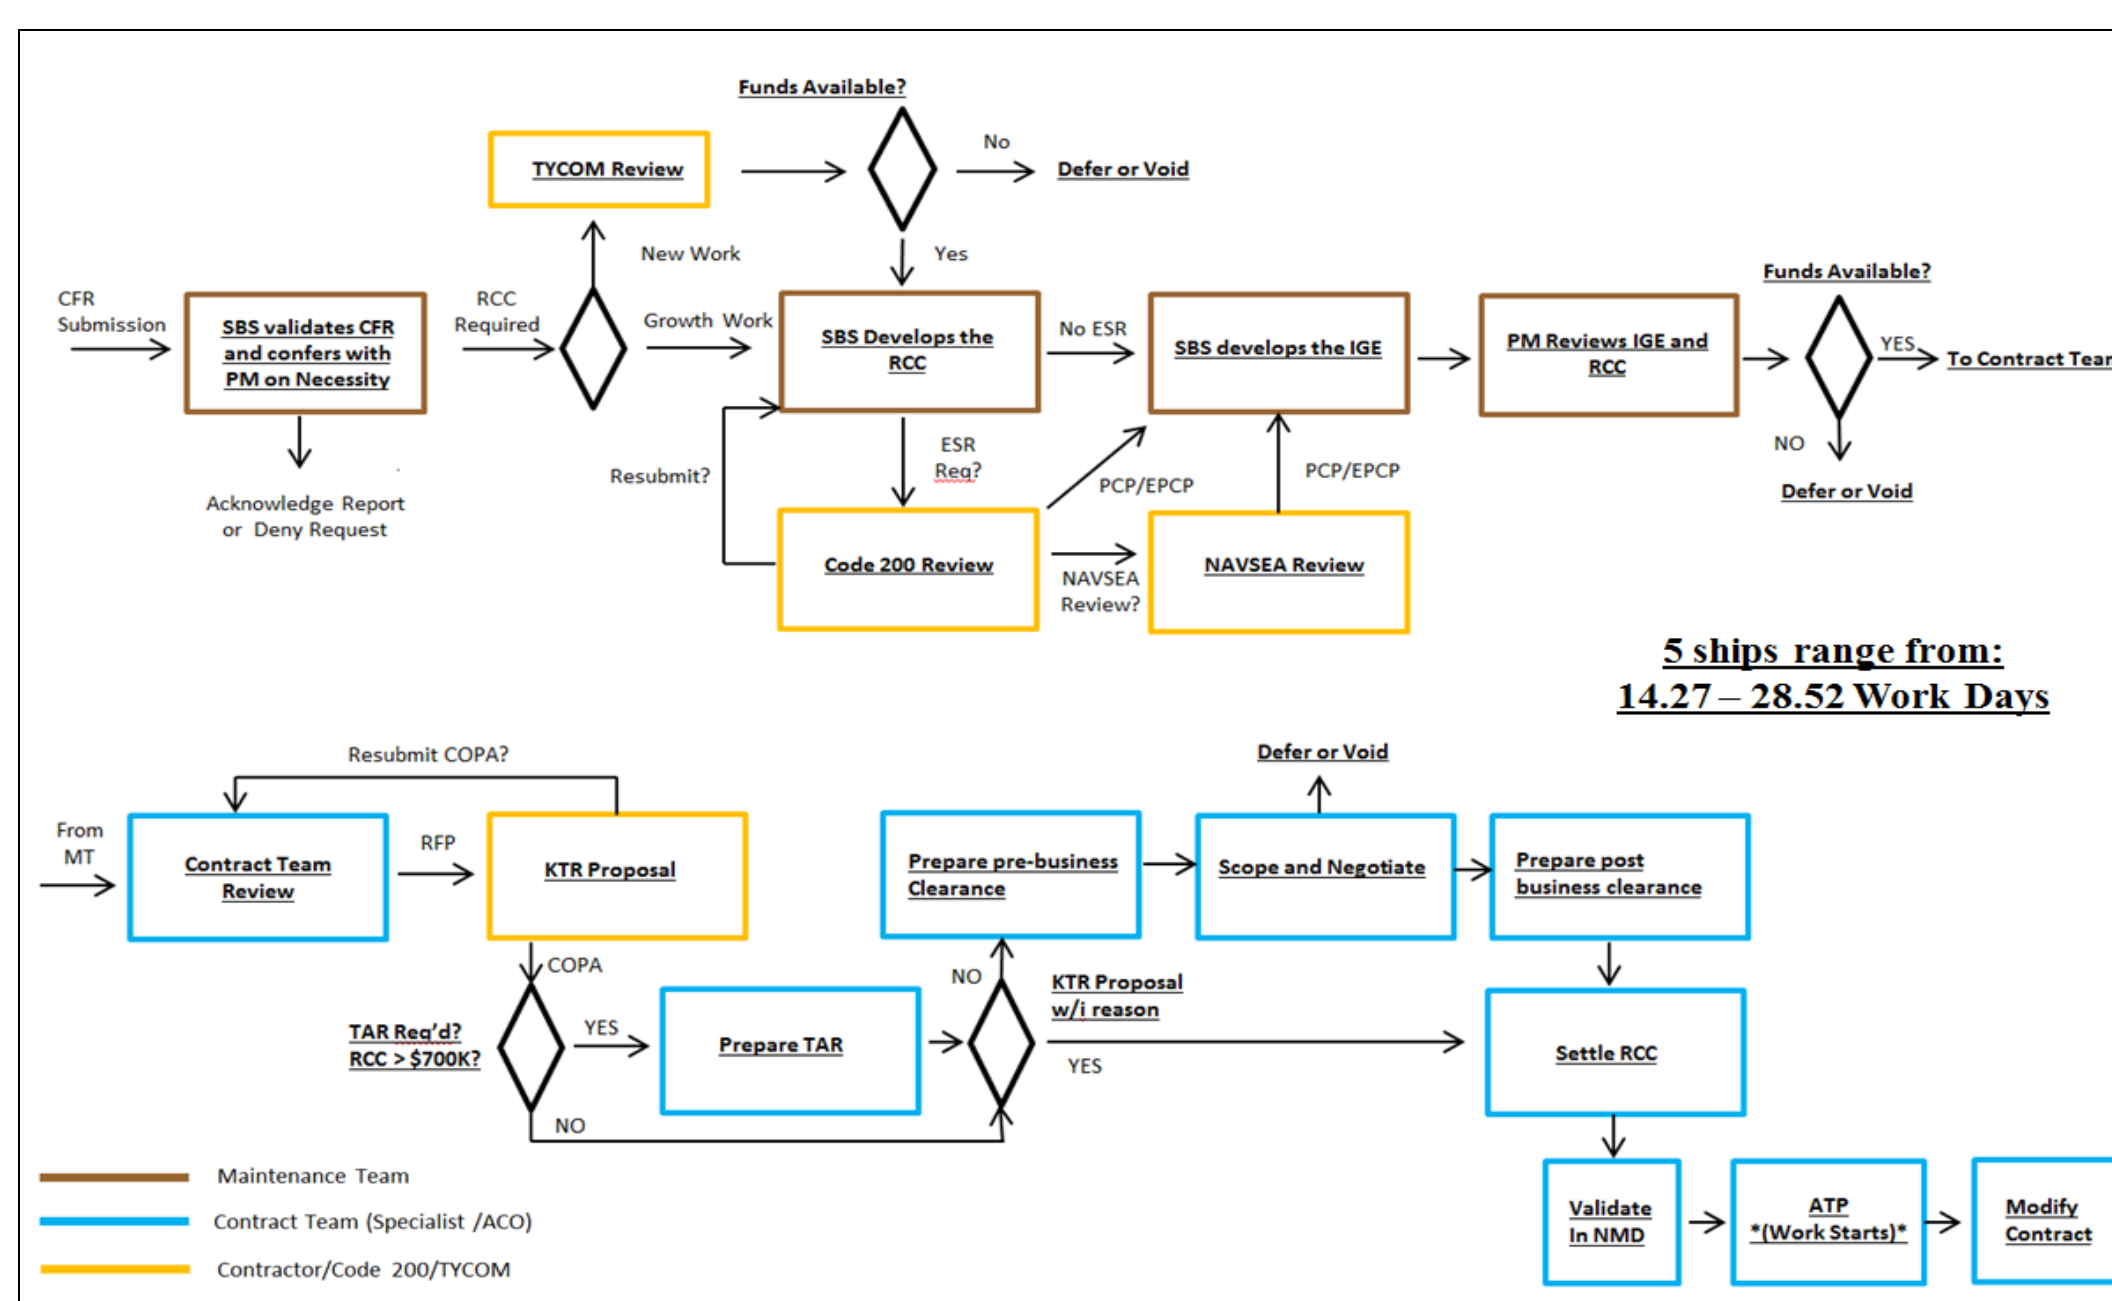 Funds Available?
TYCOM Review
No
Defer or Void
New Work
Yes
CFR
Submission
SBS validates CFR
and confers with
PM on Necessity
RCC
Required
Growth Work
SBS Develops the
RCC
No ESR
SBS develops the IGE
PM Reviews IGE and
RCC
Funds Available?
YES
To Contract Team
NO
Defer or Void
Acknowledge Report
or Deny Request
Resubmit?
ESR
Req?
PCP/EPCP
PCP/EPCP
Code 200 Review
NAVSEA
Review?
NAVSEA Review
5 ships range from:
14.27 – 28.52 Work Days
Resubmit COPA?
From
MT
Contract Team
Review
RFP
KTR Proposal
Prepare pre-business
Clearance
Defer or Void
Scope and Negotiate
Prepare post
business clearance
COPA
TAR Req'd?
RCC > $700K?
YES
Prepare TAR
NO
KTR Proposal
w/i reason
YES
Settle RCC
NO
Validate
In NMD
ATP
*(Work Starts)*
Modify
Contract
Maintenance Team
Contract Team (Specialist /ACO)
Contractor/Code 200/TYCOM